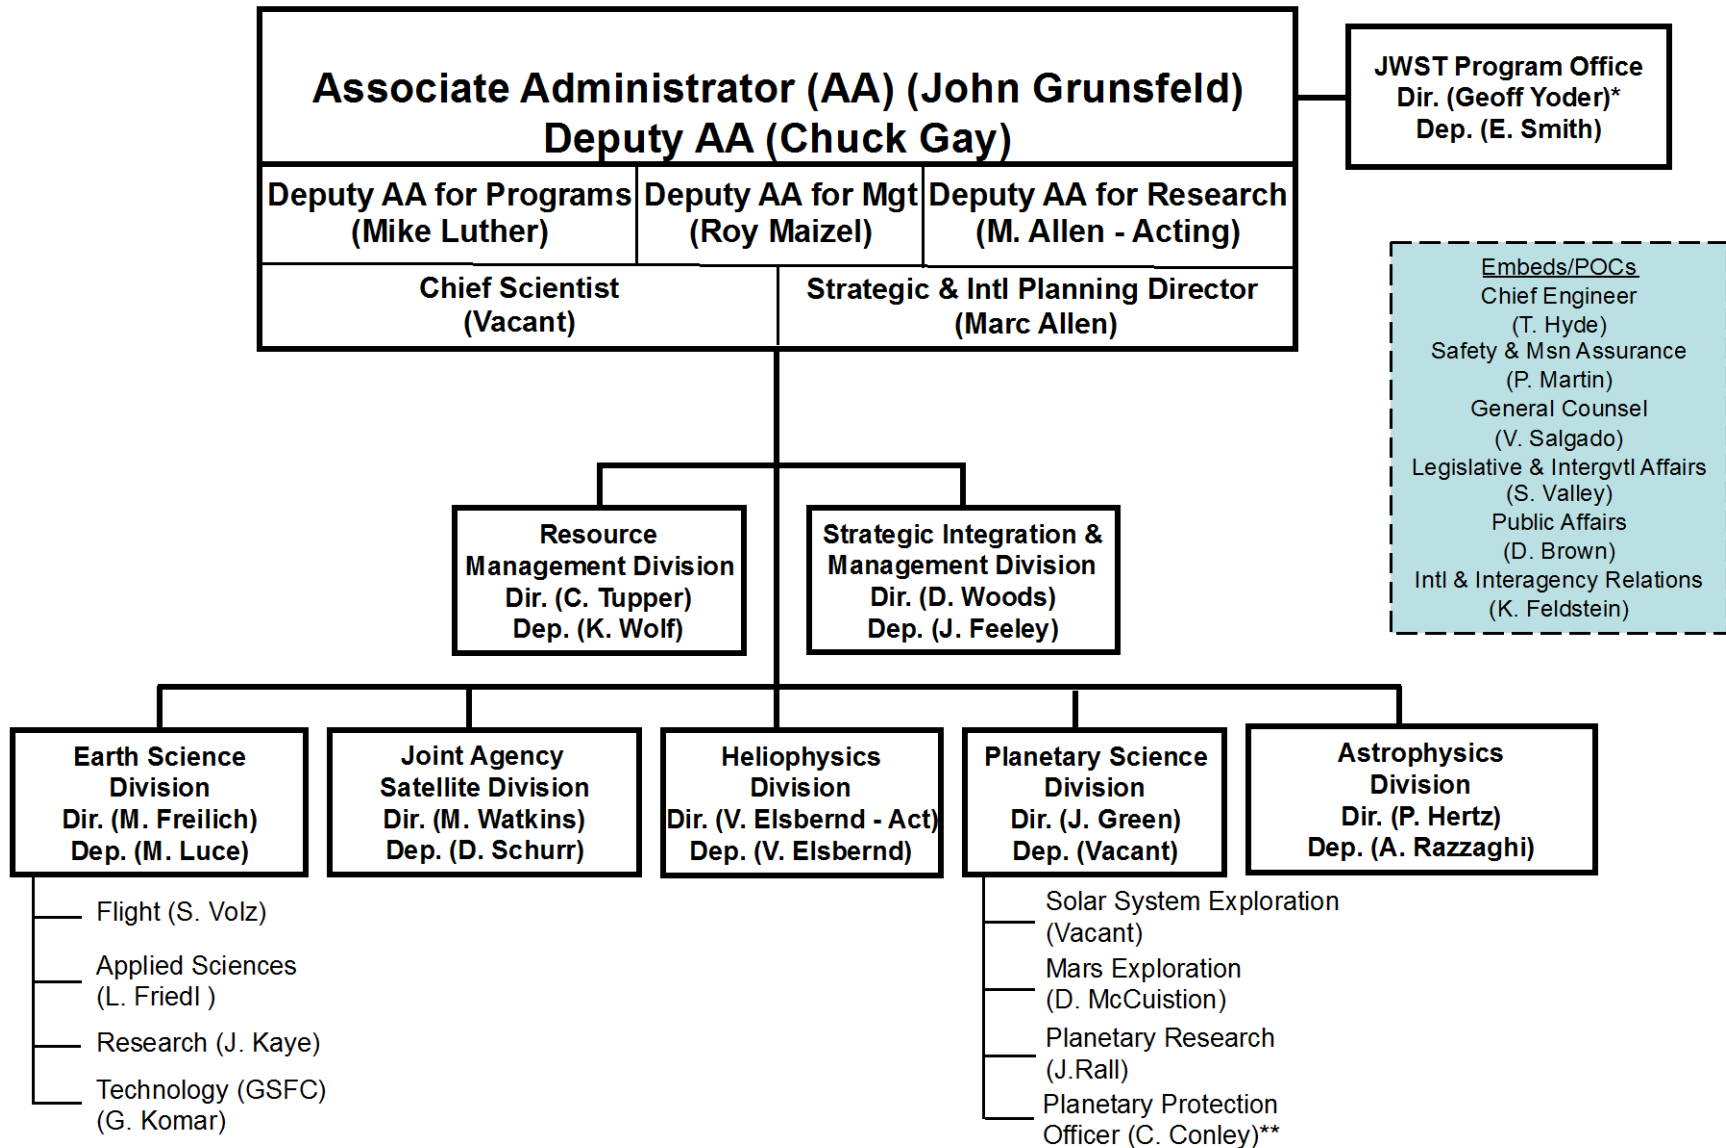 Associate Administrator (AA) (John Grunsfeld)
Deputy AA (Chuck Gay)
Deputy AA for Programs
(Mike Luther)
Deputy AA for Mgt
(Roy Maizel)
Deputy AA for Research
(M. Allen - Acting)
Chief Scientist
(Vacant)
Strategic & Intl Planning Director
(Marc Allen)
JWST Program Office
Dir. (Geoff Yoder)*
Dep. (E. Smith)
Embeds/POCs
Chief Engineer
(T. Hyde)
Safety & Msn Assurance
(P. Martin)
General Counsel
(V. Salgado)
Legislative & Intergvtl Affairs
(S. Valley)
Public Affairs
(D. Brown)
Intl & Interagency Relations
(K. Feldstein)
Resource
Management Division
Dir. (C. Tupper)
Dep. (K. Wolf)
Strategic Integration &
Management Division
Dir. (D. Woods)
Dep. (J. Feeley)
Earth Science
Division
Dir. (M. Freilich)
Dep. (M. Luce)
Joint Agency
Satellite Division
Dir. (M. Watkins)
Dep. (D. Schurr)
Heliophysics
Division
Dir. (V. Elsbernd - Act)
Dep. (V. Elsbernd)
Planetary Science
Division
Dir. (J. Green)
Dep. (Vacant)
Astrophysics
Division
Dir. (P. Hertz)
Dep. (A. Razzaghi)
Flight (S. Volz)
Applied Sciences
(L. Friedl )
Research (J. Kaye)
Technology (GSFC)
(G. Komar)
Solar System Exploration
(Vacant)
Mars Exploration
(D. McCuistion)
Planetary Research
(J.Rall)
Planetary Protection
Officer (C. Conley)**